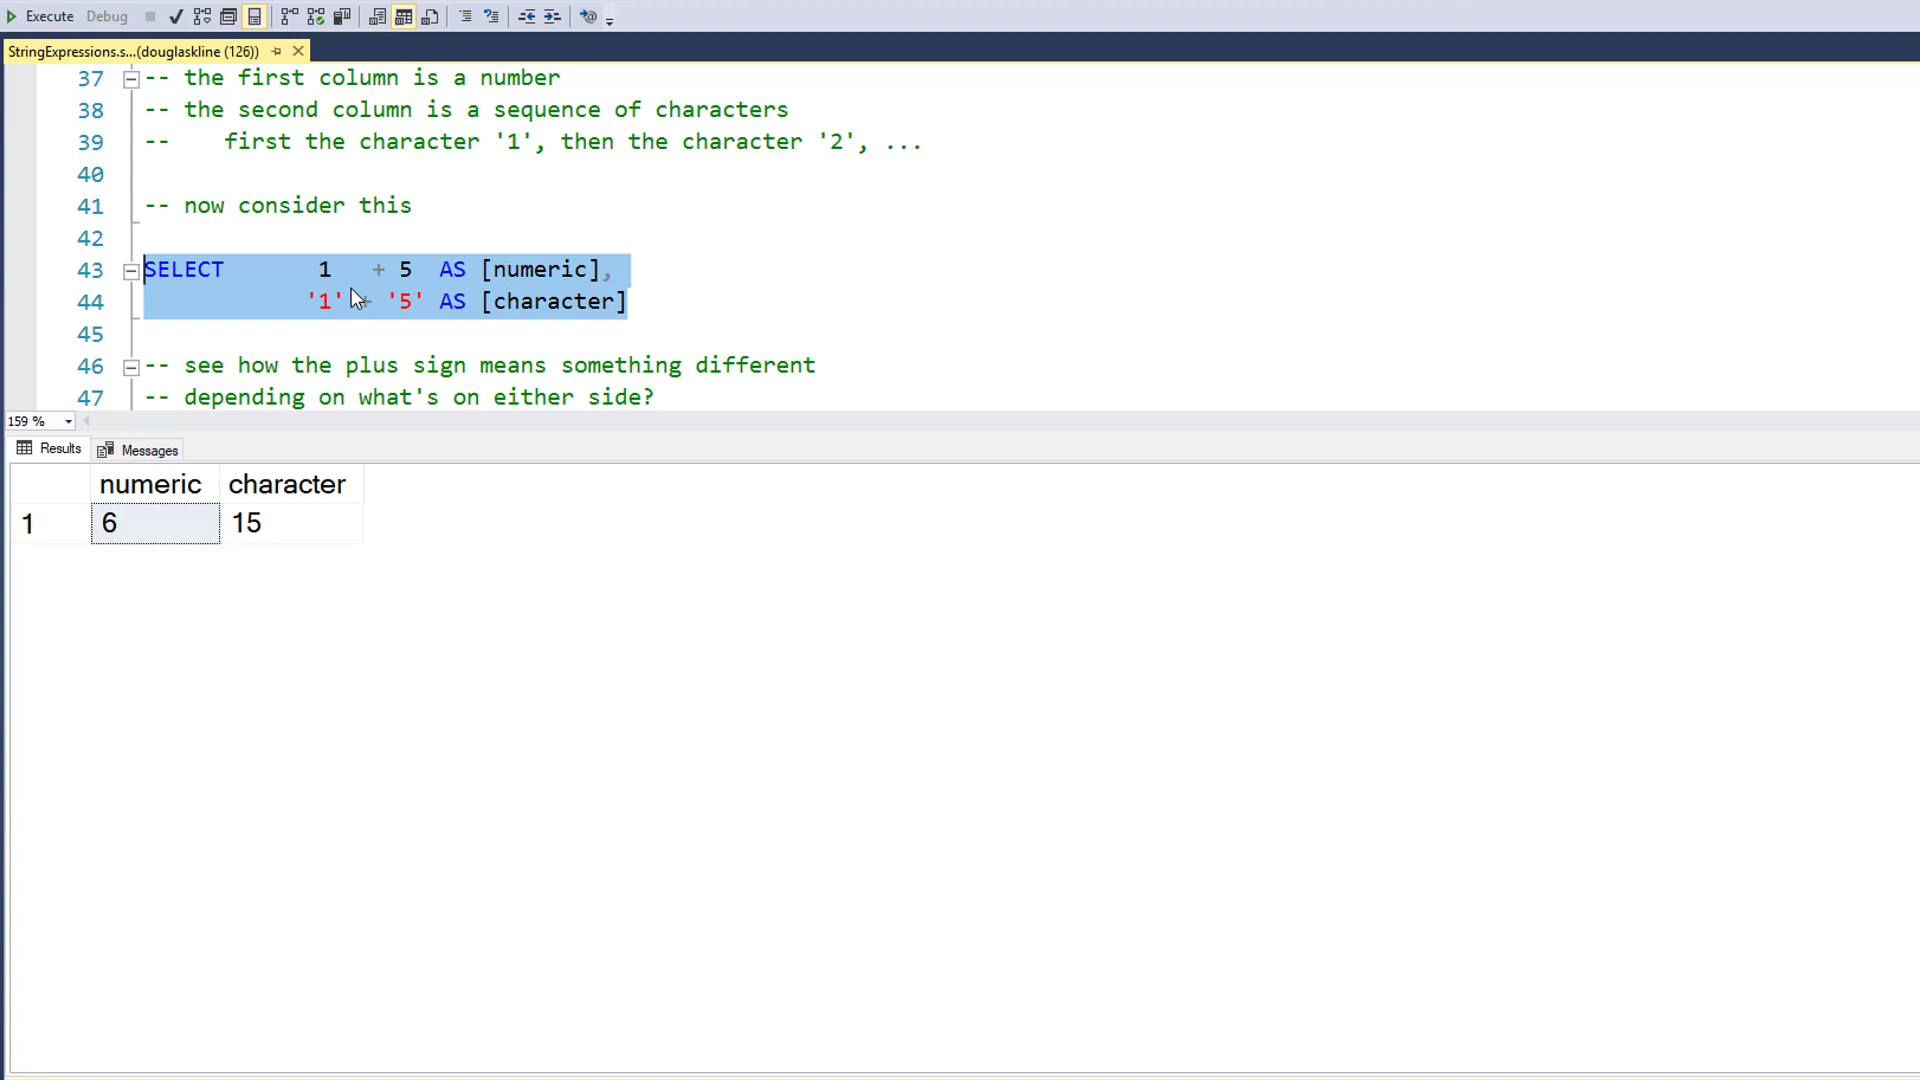 Execute Debug
StringExpressions.s...(douglaskline (126))
37 -- the first column is a number
38 -- the second column is a sequence of characters
39 --    first the character '1', then the character '2', ...
40
41 -- now consider this
42
43 SELECT 1 + 5 AS [numeric],
44 '1' + '5' AS [character]
45
46 -- see how the plus sign means something different
47 -- depending on what's on either side?
159 %
Results Messages
numeric character
1 6 15